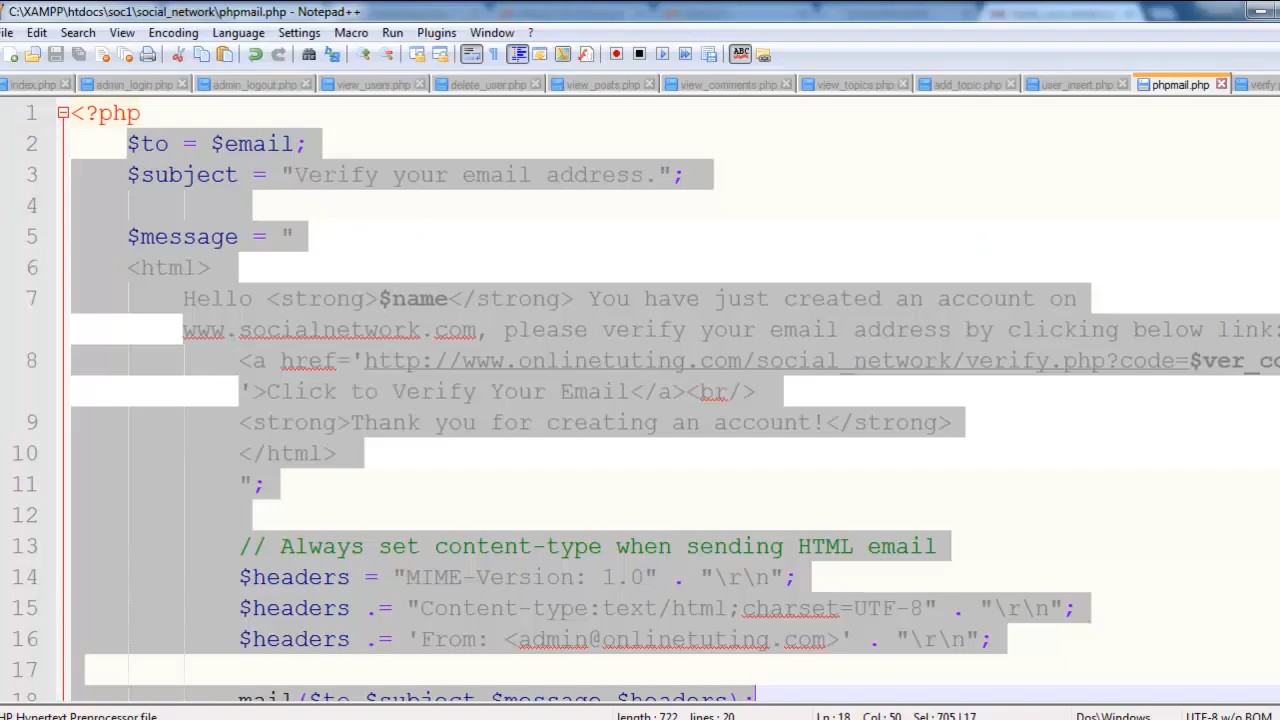 C:\XAMPP\htdocs\soc1\social_network\phpmail.php - Notepad++
File Edit Search View Encoding Language Settings Macro Run Plugins Window ?
index.php admin_login.php admin_logout.php view_users.php delete_user.php view_posts.php view_comments.php view_topics.php add_topic.php user_insert.php phpmail.php verify
1 <?php
2 $to = $email;
3 $subject = "Verify your email address.";
4
5 $message = "
6 <html>
7 Hello <strong>$name</strong> You have just created an account on
www.socialnetwork.com, please verify your email address by clicking below link:
8 <a href='http://www.onlinetuting.com/social_network/verify.php?code=$ver_co
'>Click to Verify Your Email</a><br/>
9 <strong>Thank you for creating an account!</strong>
10 </html>
11 ";
12
13 // Always set content-type when sending HTML email
14 $headers = "MIME-Version: 1.0" . "\r\n";
15 $headers .= "Content-type:text/html;charset=UTF-8" . "\r\n";
16 $headers .= 'From: <admin@onlinetuting.com>' . "\r\n";
17
18 mail($to,$subject,$message,$headers);
HP Hypertext Preprocessor file length : 722 lines : 20 Ln : 18 Col : 50 Sel : 705 | 17 Dos\Windows UTF-8 w/o BOM